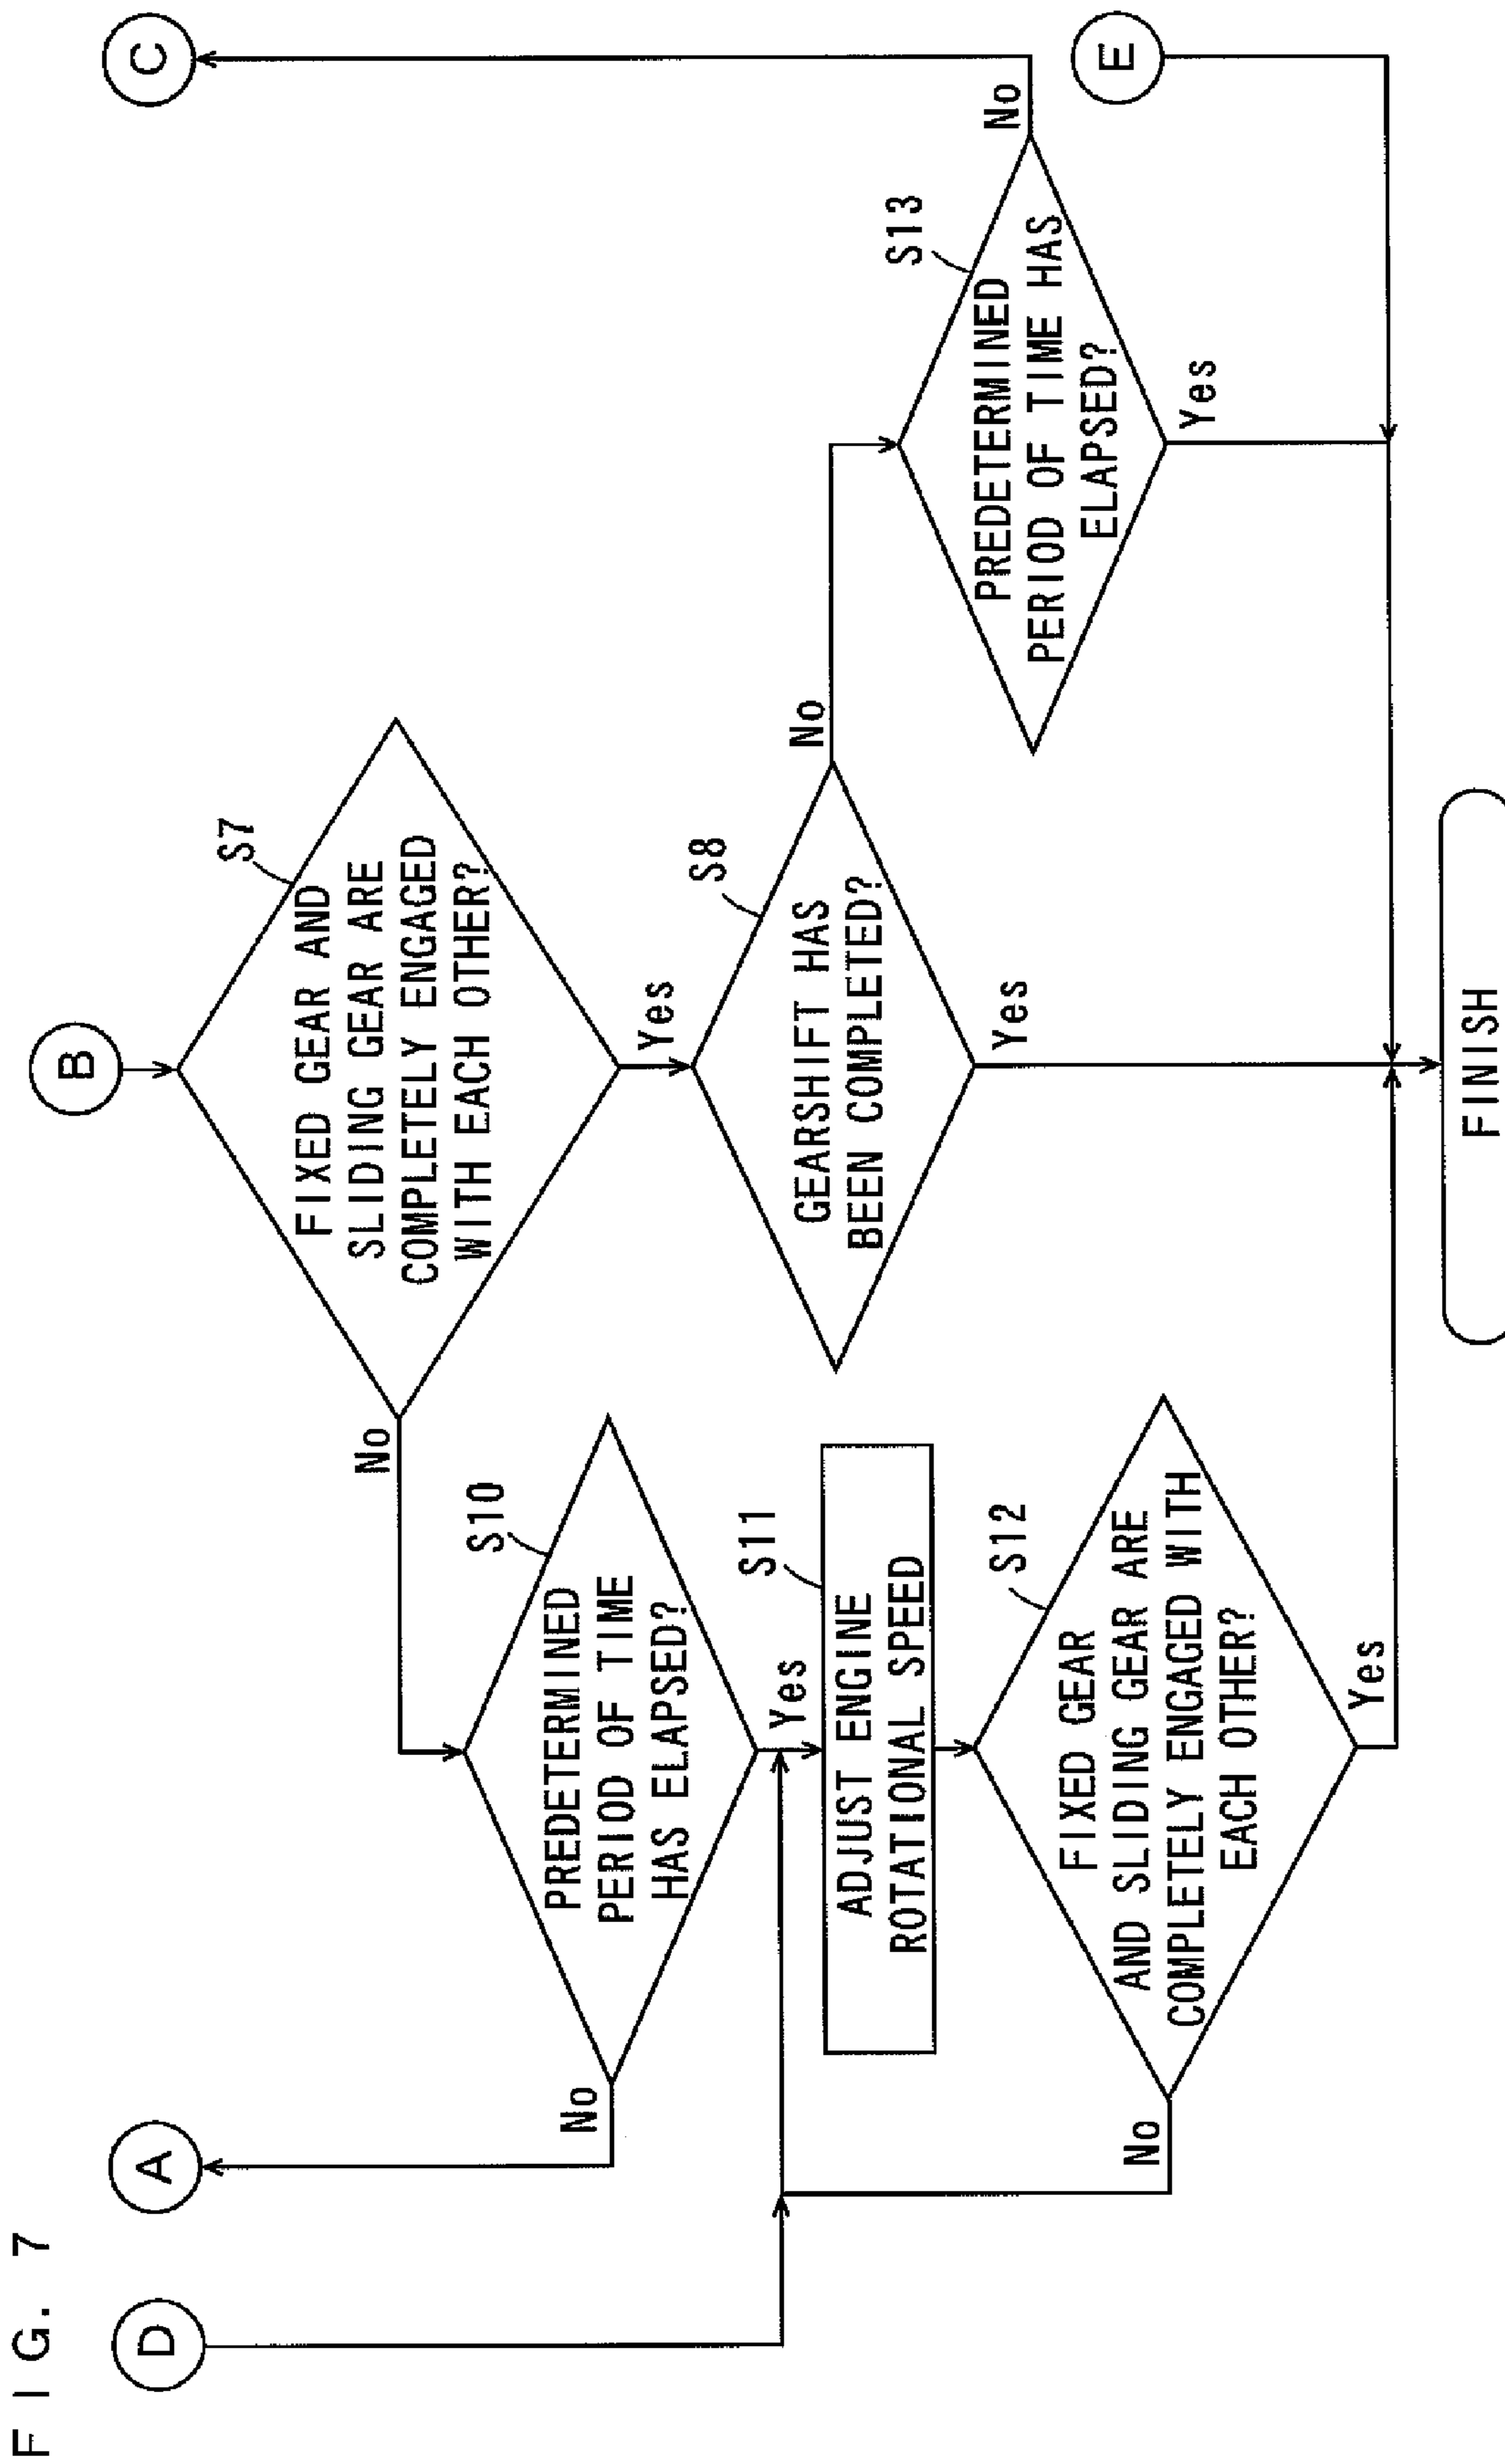 FIG. 7
D
A
B
C
E
S7
FIXED GEAR AND
SLIDING GEAR ARE
COMPLETELY ENGAGED
WITH EACH OTHER?
No
Yes
S10
PREDETERMINED
PERIOD OF TIME
HAS ELAPSED?
No
Yes
S8
GEARSHIFT HAS
BEEN COMPLETED?
No
Yes
S11
ADJUST ENGINE
ROTATIONAL SPEED
S13
PREDETERMINED
PERIOD OF TIME HAS
ELAPSED?
No
Yes
S12
FIXED GEAR
AND SLIDING GEAR ARE
COMPLETELY ENGAGED WITH
EACH OTHER?
No
Yes
FINISH